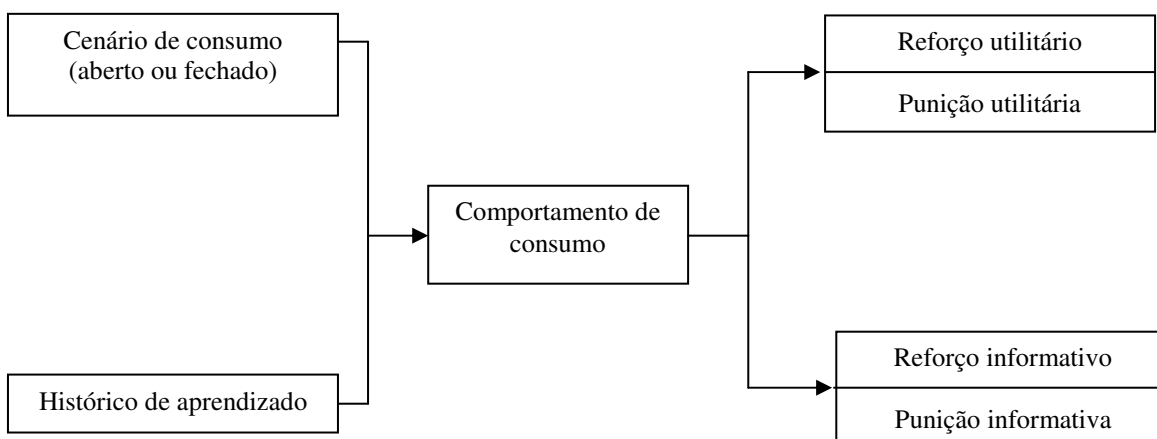 Cenário de consumo
(aberto ou fechado)
Histórico de aprendizado
Comportamento de
consumo
Reforço utilitário
Punição utilitária
Reforço informativo
Punição informativa